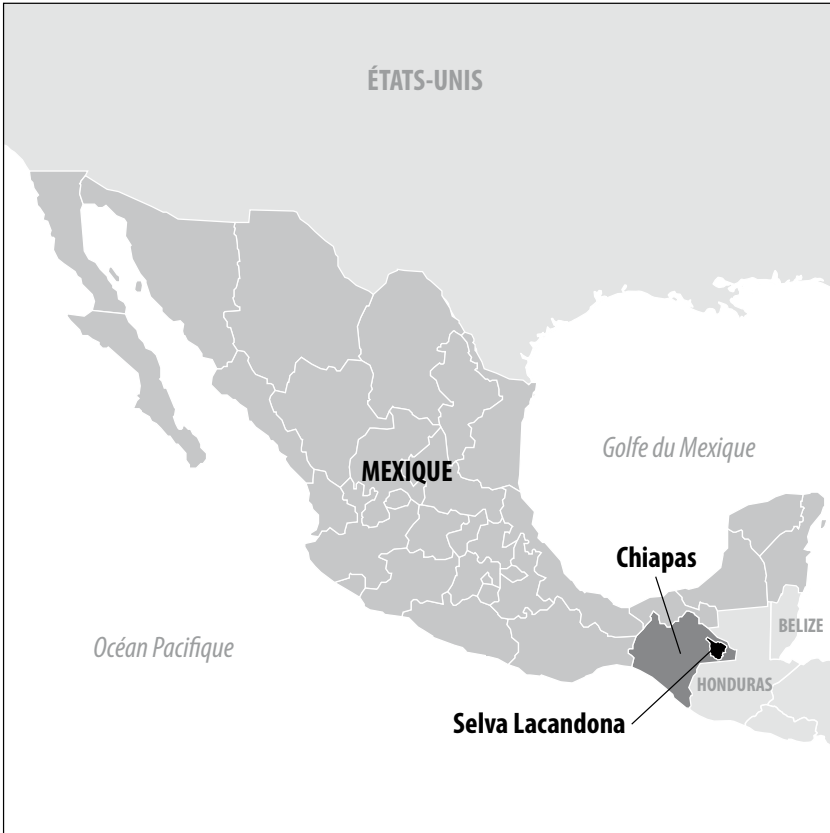 ÉTATS-UNIS
Golfe du Mexique
MEXIQUE
Chiapas
Océan Pacifique
BELIZE
HONDURAS
Selva Lacandona